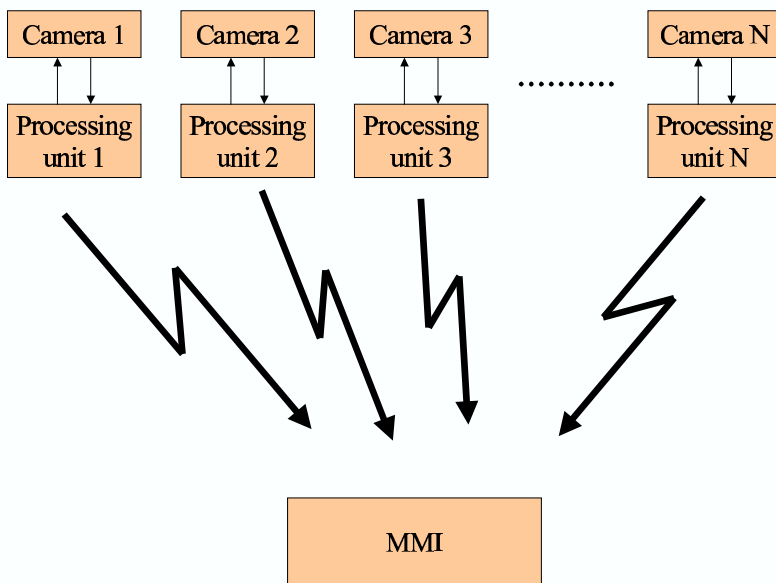 Camera 1
Camera 2
Camera 3
Camera N
..........
Processing
unit 1
Processing
unit 2
Processing
unit 3
Processing
unit N
MMI